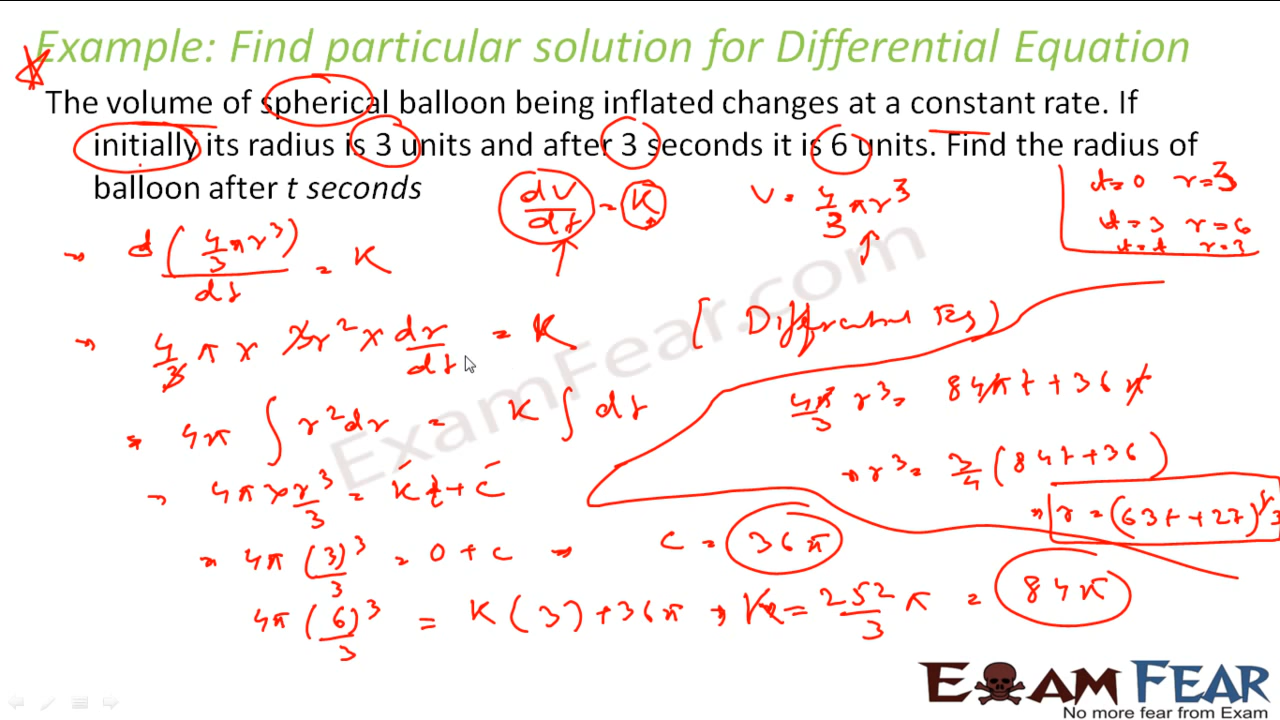 Example: Find particular solution for Differential Equation
The volume of spherical balloon being inflated changes at a constant rate. If
initially its radius is 3 units and after 3 seconds it is 6 units. Find the radius of
balloon after t seconds
dV/dt = K
V = 4/3 πr³
t=0 r=3
t=3 r=6
t=t r=?
→ d(4/3 πr³)/dt = K
→ 4/3 π x 3r² x dr/dt = K
[Differential Eq)
→ 4π ∫ r²dr = K ∫ dt
→ 4π x r³/3 = Kt + C
→ 4π (3)³/3 = 0 + C → C = 36π
4π (6)³/3 = K(3) + 36π → K = 252/3 π = 84π
4π/3 r³ = 84πt + 36π
→ r³ = 3/4 (84t + 36)
→ r = (63t + 27)^1/3
ExamFear.com
EXAM FEAR
No more fear from Exam